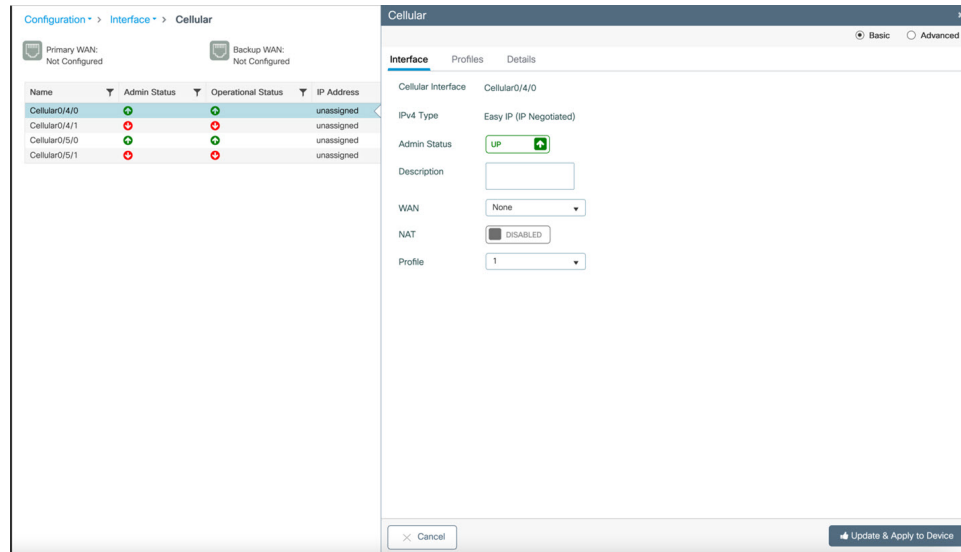 Configuration > Interface > Cellular
Primary WAN:
Not Configured
Backup WAN:
Not Configured
Name Admin Status Operational Status IP Address
Cellular0/4/0 unassigned
Cellular0/4/1 unassigned
Cellular0/5/0 unassigned
Cellular0/5/1 unassigned
Cellular
Basic Advanced
Interface Profiles Details
Cellular Interface Cellular0/4/0
IPv4 Type Easy IP (IP Negotiated)
Admin Status UP
Description
WAN None
NAT DISABLED
Profile 1
Cancel Update & Apply to Device